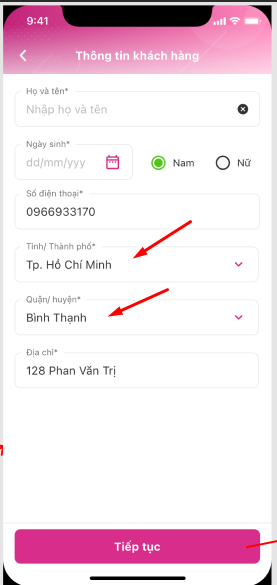 9:41
Thông tin khách hàng
Họ và tên*
Nhập họ và tên
Ngày sinh*
dd/mm/yyy
Nam
Nữ
Số điện thoại*
0966933170
Tỉnh/ Thành phố*
Tp. Hồ Chí Minh
Quận/ huyện*
Bình Thạnh
Địa chỉ*
128 Phan Văn Trị
Tiếp tục